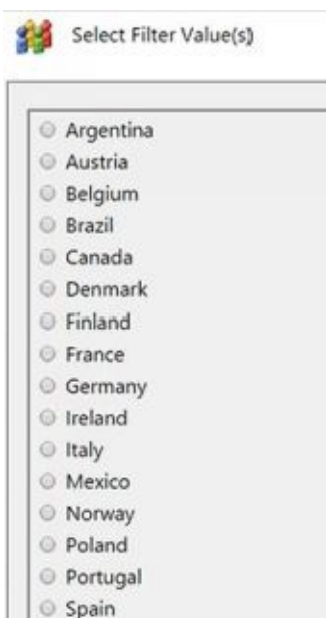 Select Filter Value(s)
Argentina
Austria
Belgium
Brazil
Canada
Denmark
Finland
France
Germany
Ireland
Italy
Mexico
Norway
Poland
Portugal
Spain